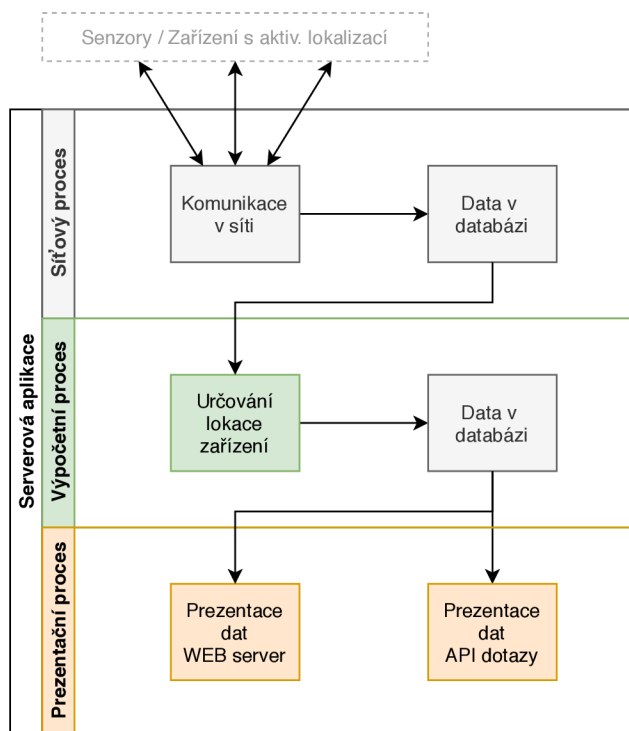 Senzory / Zařízení s aktiv. lokalizací
Serverová aplikace
Síťový proces
Komunikace
v síti
Data v
databázi
Výpočetní proces
Určování
lokace
zařízení
Data v
databázi
Prezentační proces
Prezentace
dat
WEB server
Prezentace
dat
API dotazy